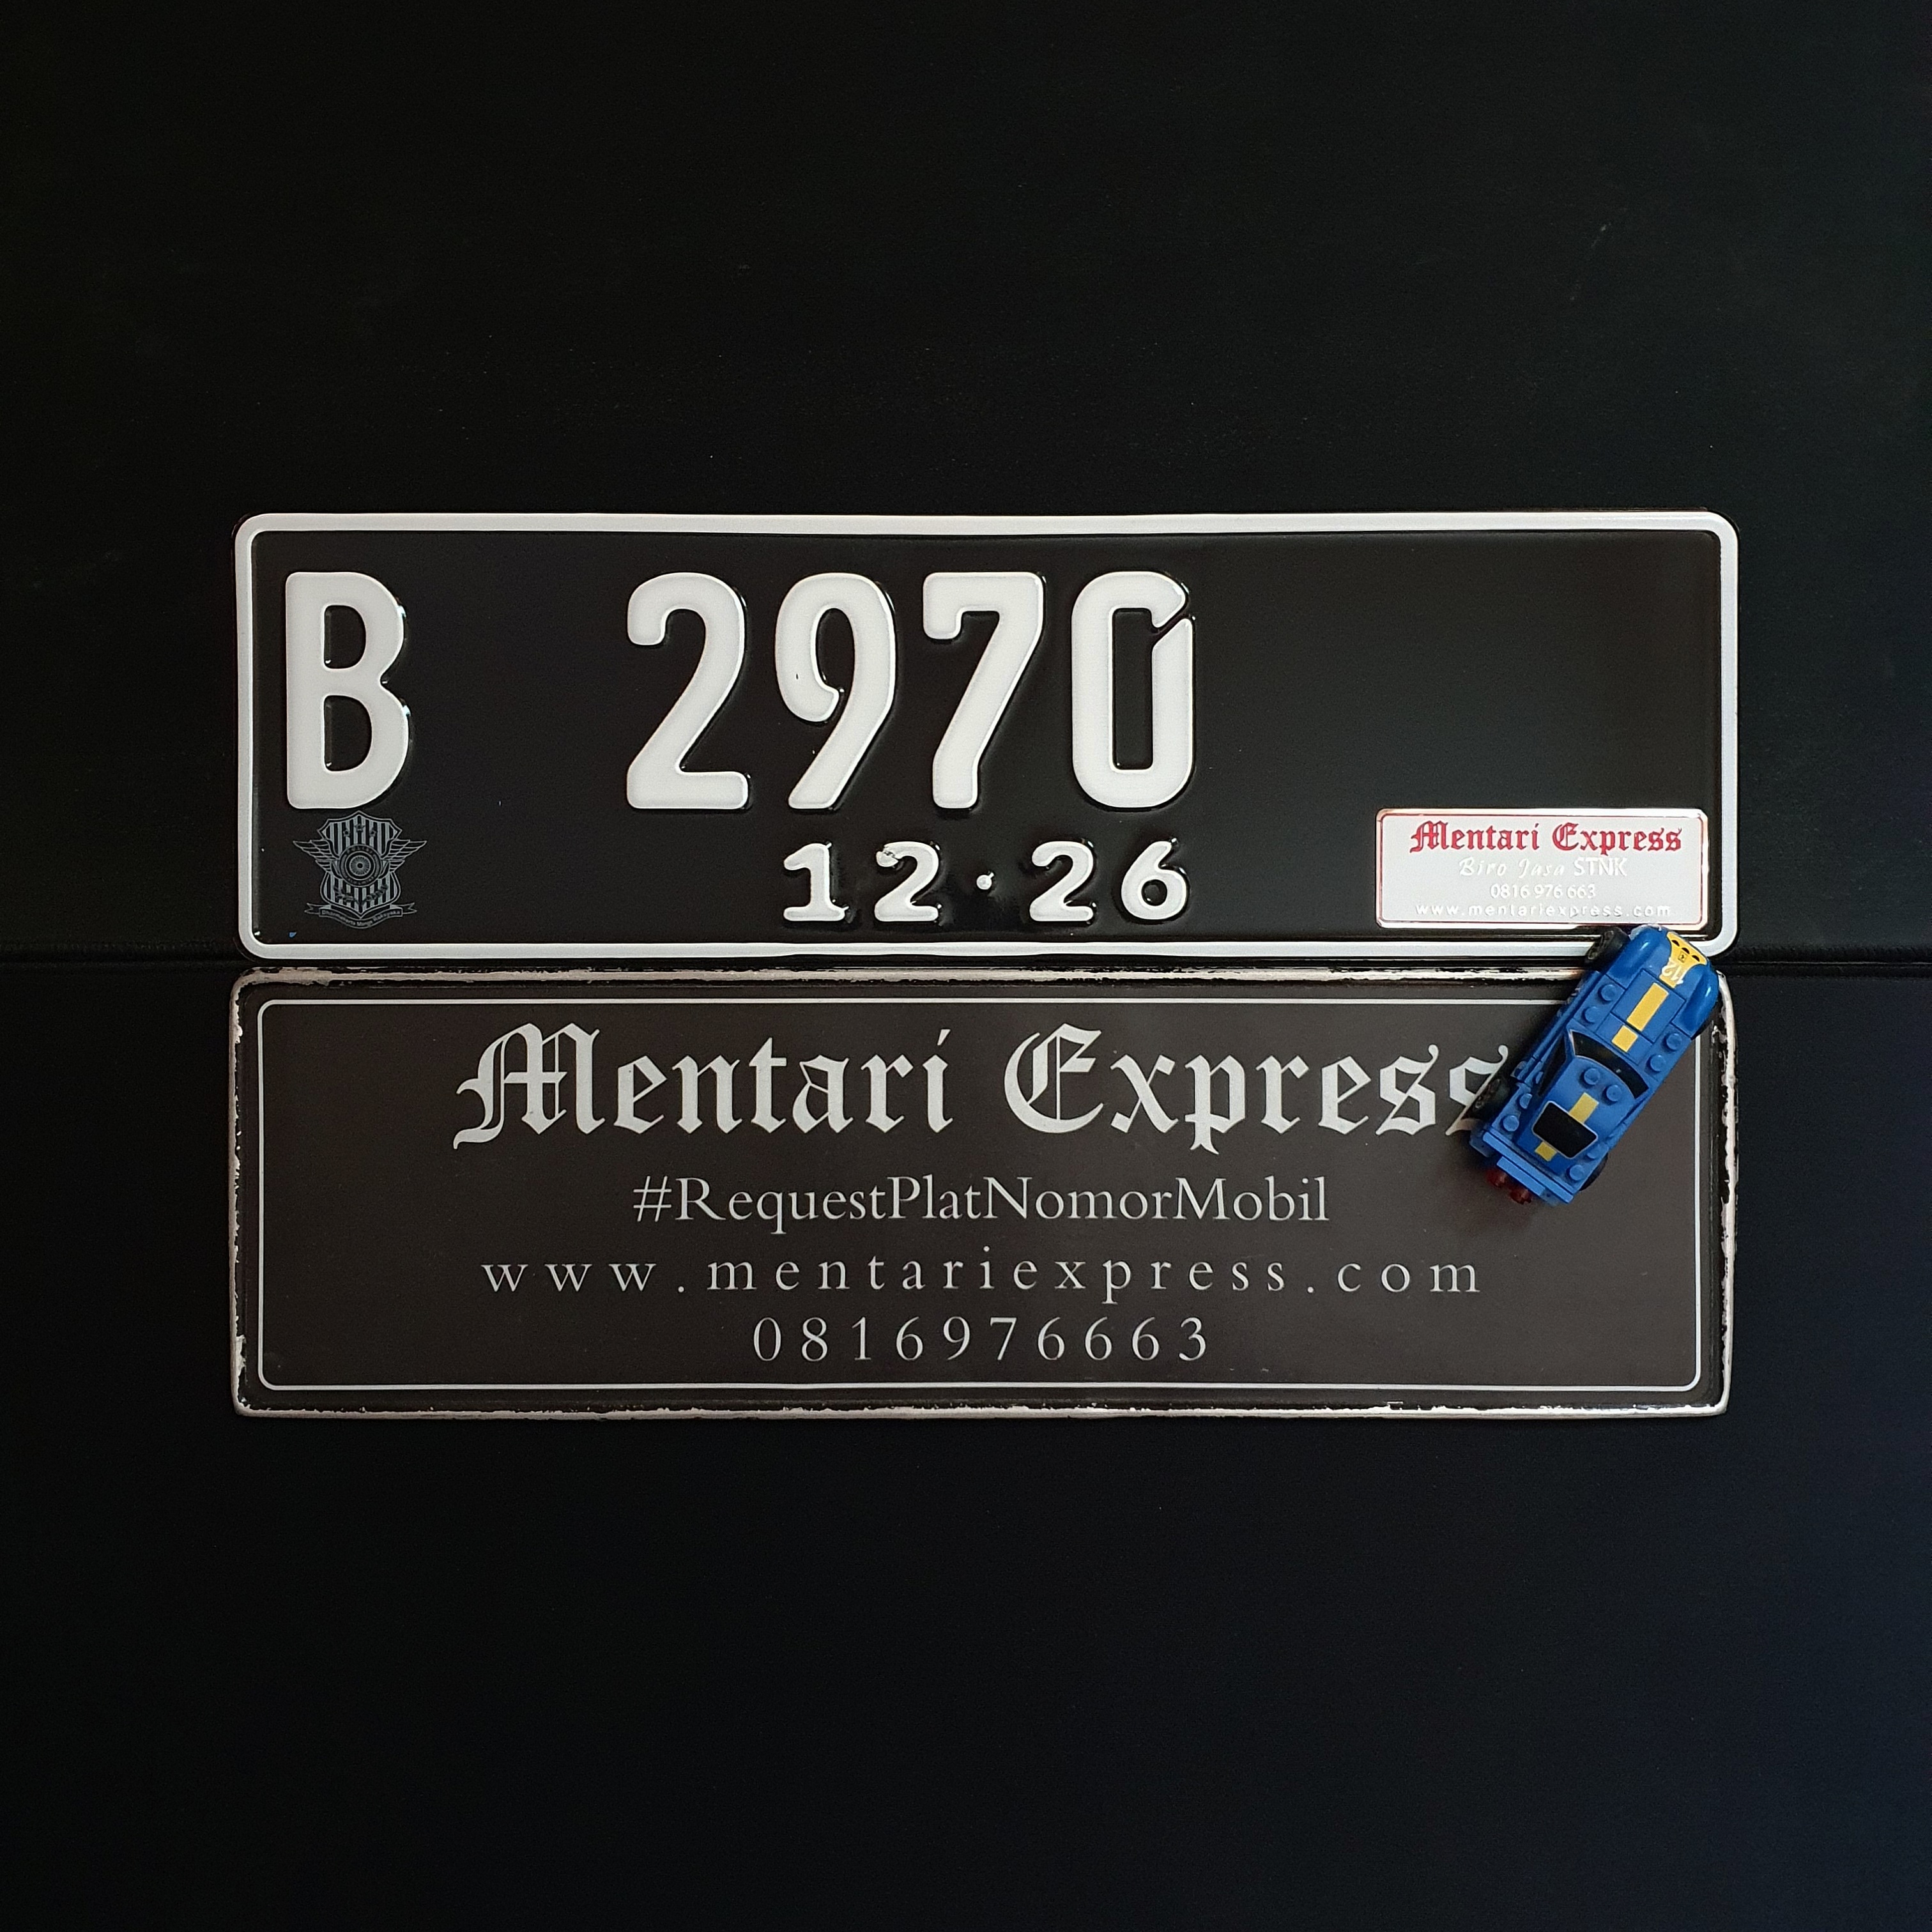 B 2970
12·26
Mentari Express
Biro Jasa STNK
0816 976 663
www.mentariexpress.com
Mentari Express
#RequestPlatNomorMobil
www.mentariexpress.com
0816976663